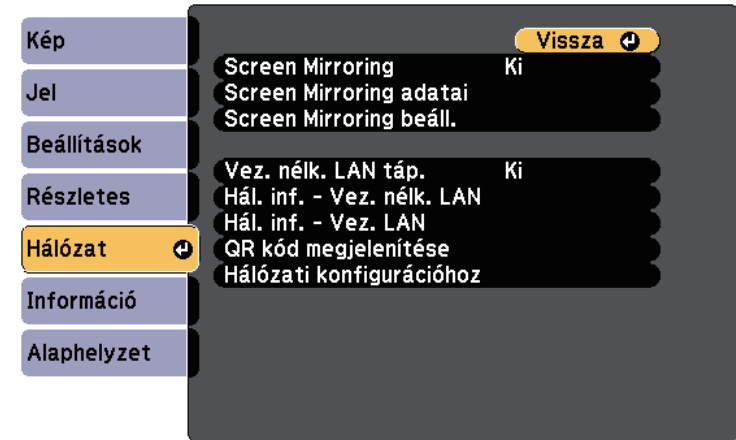 Kép
Jel
Beállítások
Részletes
Hálózat
Információ
Alaphelyzet
Vissza
Screen Mirroring Ki
Screen Mirroring adatai
Screen Mirroring beáll.
Vez. nélk. LAN táp. Ki
Hál. inf. - Vez. nélk. LAN
Hál. inf. - Vez. LAN
QR kód megjelenítése
Hálózati konfigurációhoz